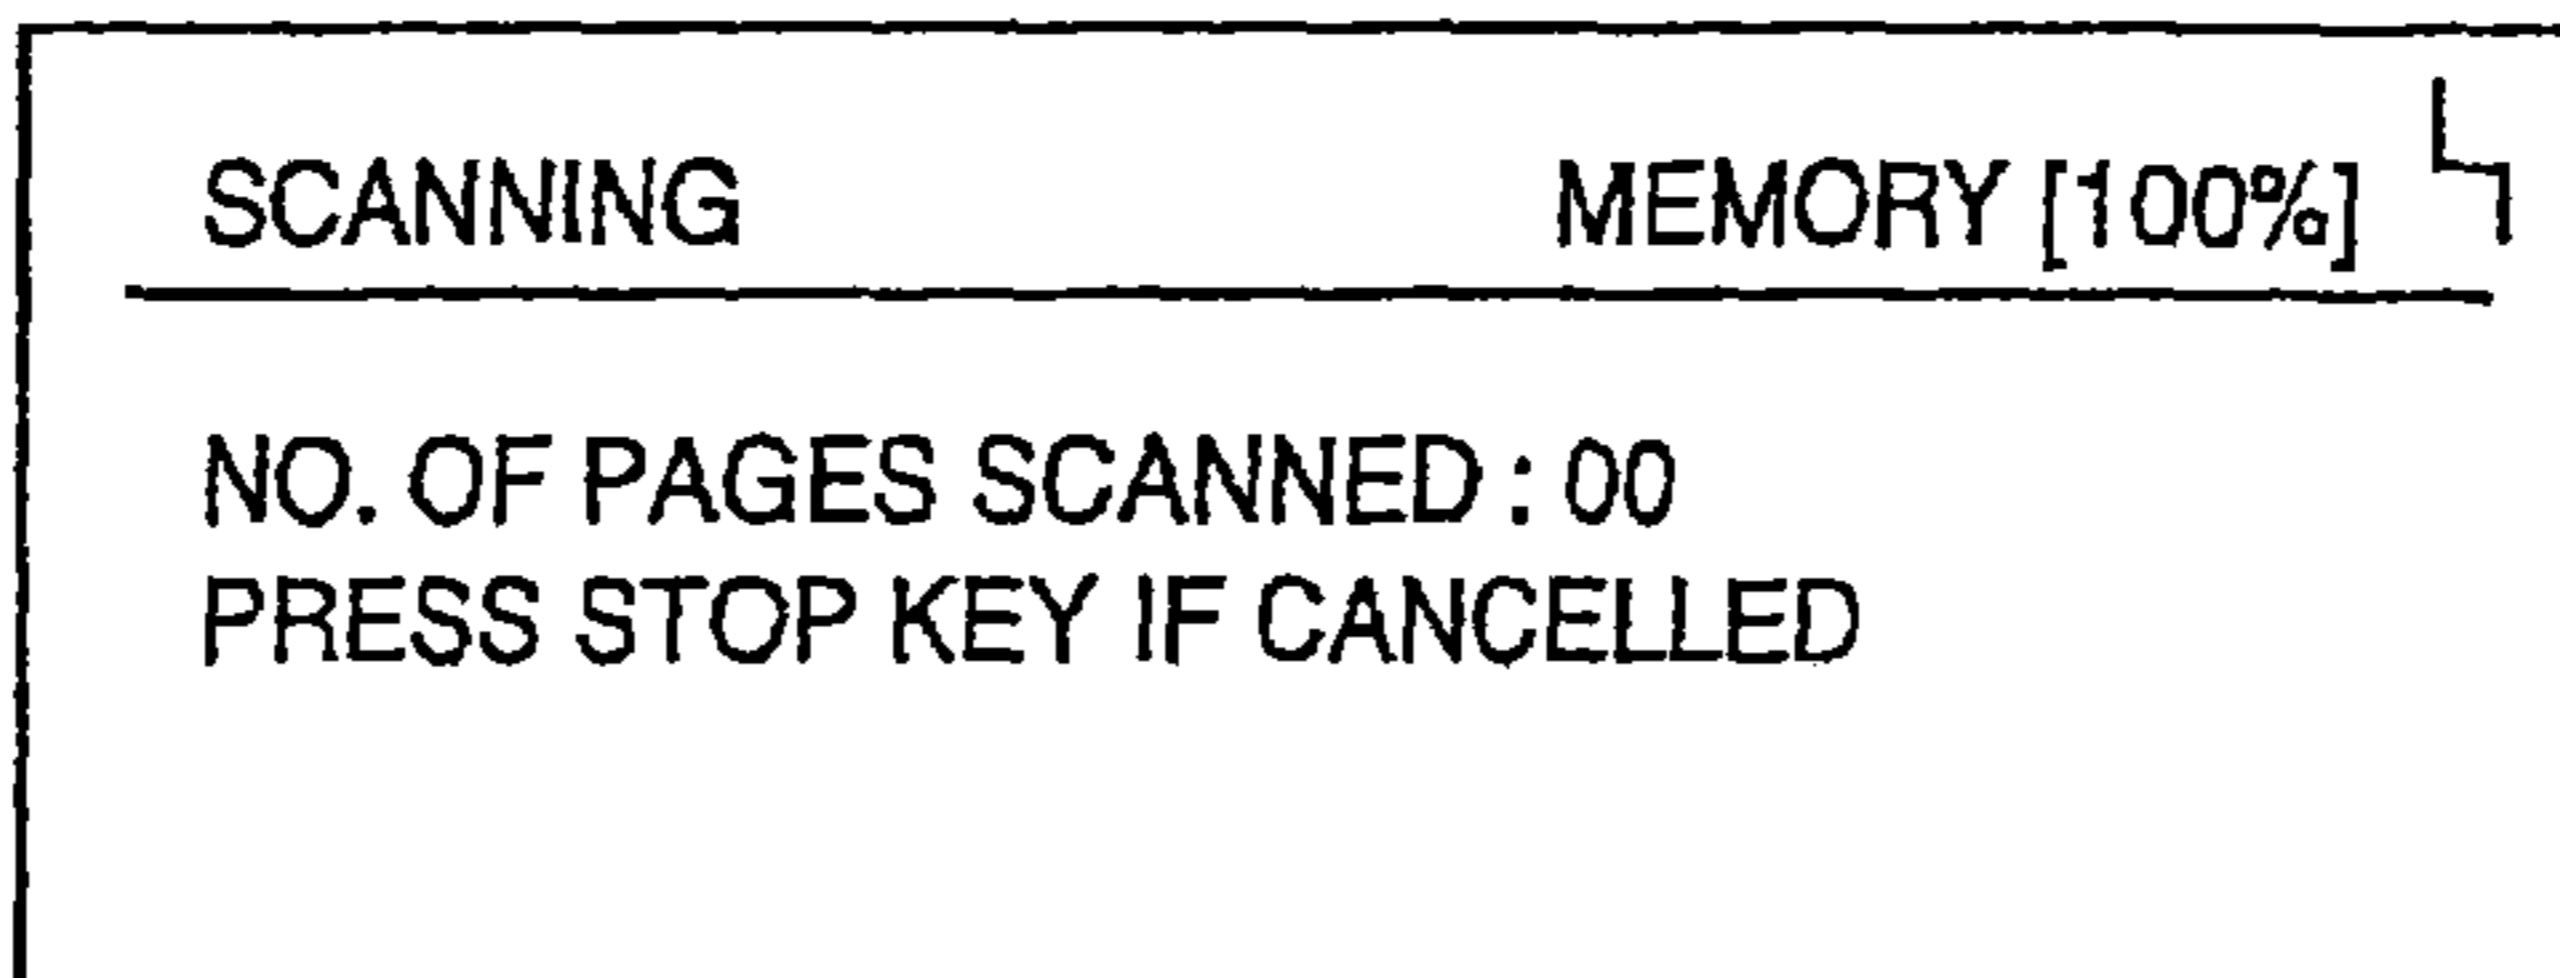 SCANNING MEMORY [100%]
NO. OF PAGES SCANNED : 00
PRESS STOP KEY IF CANCELLED